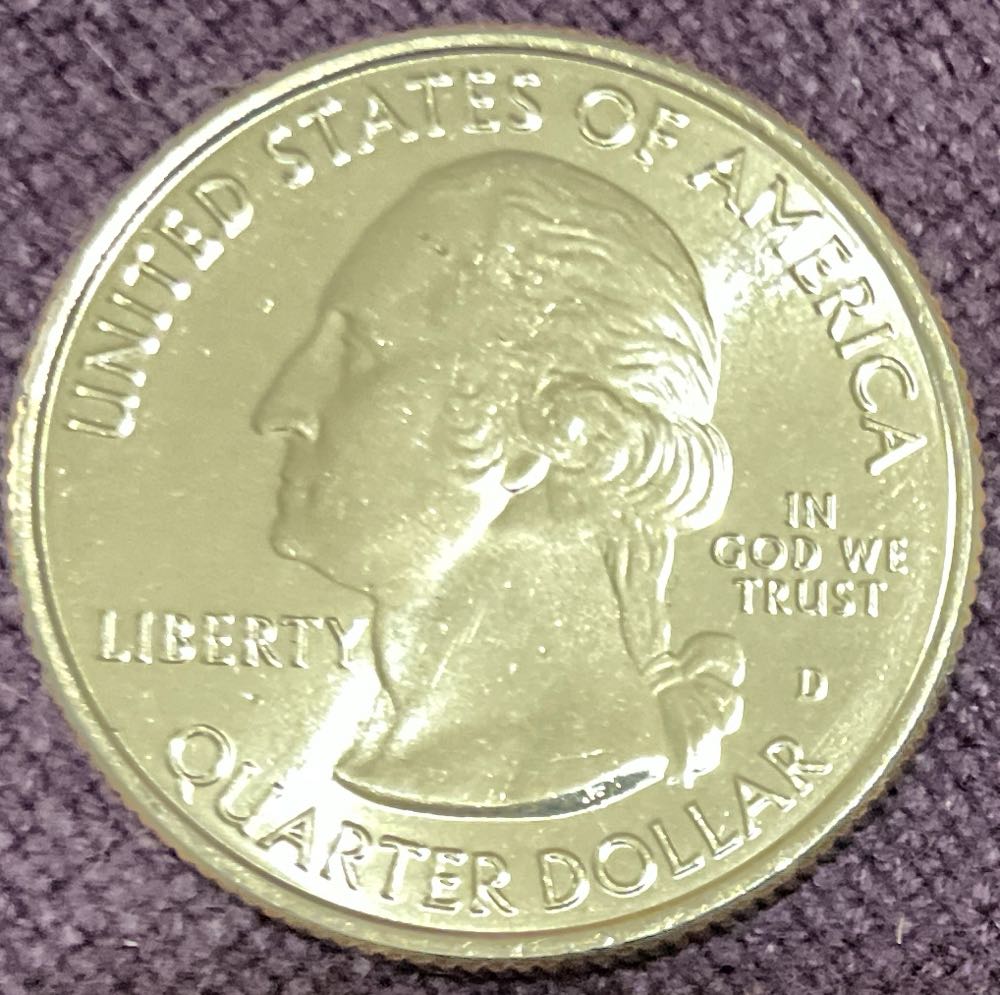 UNITED STATES OF AMERICA
LIBERTY
IN
GOD WE
TRUST
D
QUARTER DOLLAR